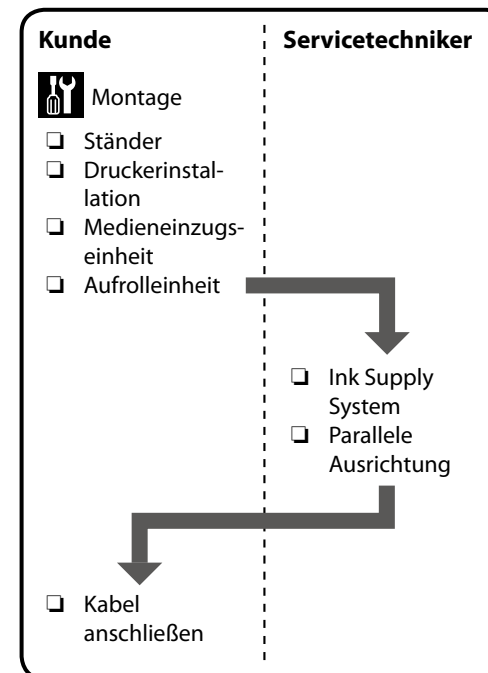 Kunde
Servicetechniker
Montage
❏ Ständer
❏ Druckerinstal-
lation
❏ Medieneinzugs-
einheit
❏ Aufrolleinheit
❏ Ink Supply
System
❏ Parallele
Ausrichtung
❏ Kabel
anschließen